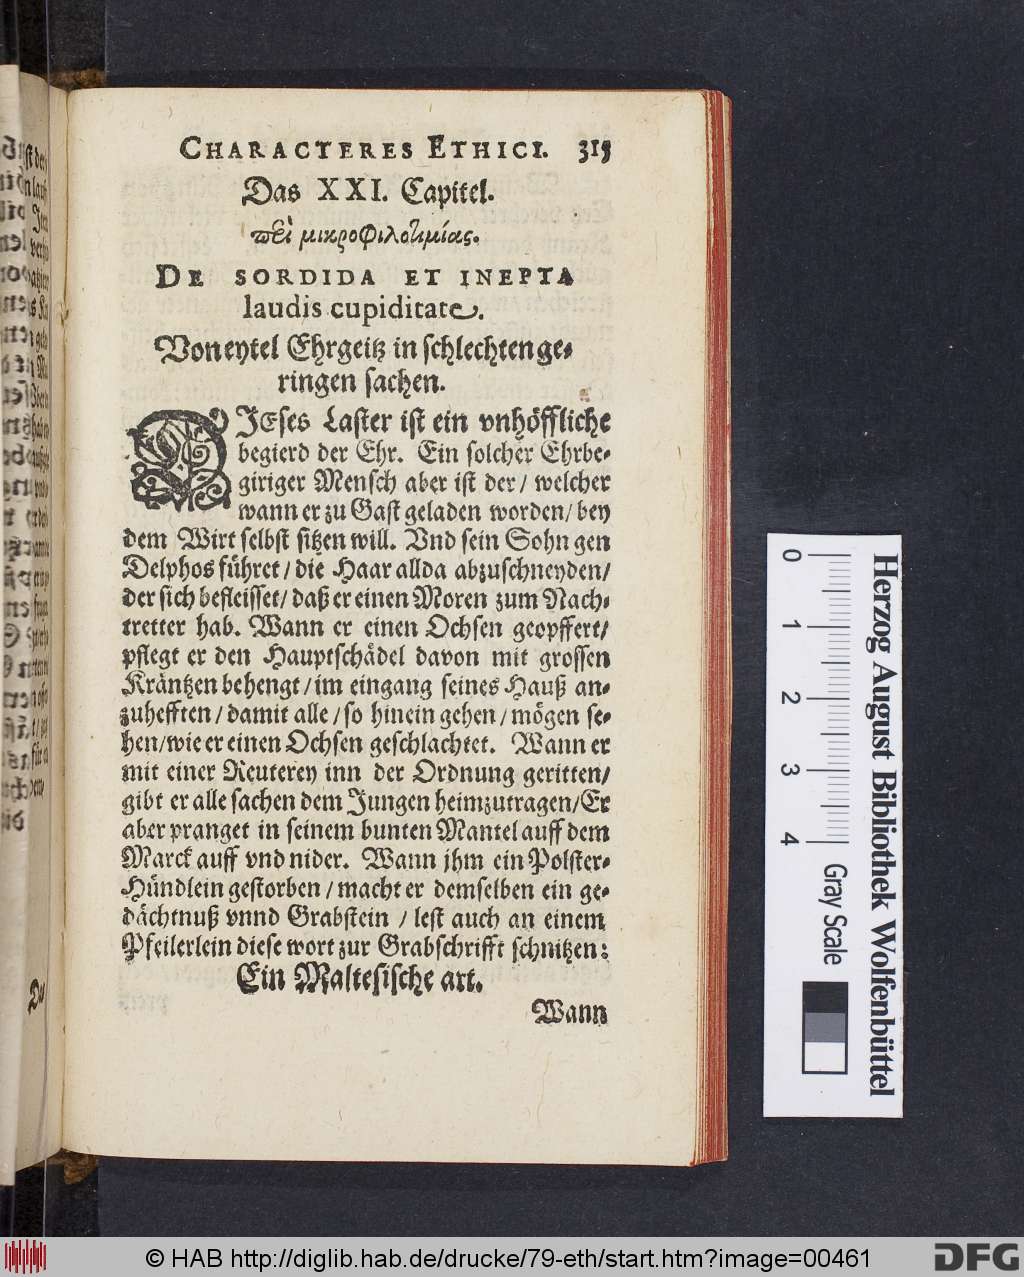 CHARACTERES ETHICI. 315
Das XXI. Capitel.
περὶ μικροφιλοτιμίας.
DE SORDIDA ET INEPTA
laudis cupiditate.
Von eytel Ehrgeitz in schlechten ge-
ringen sachen.
DIeses Laster ist ein vnhöffliche
begierd der Ehr. Ein solcher Ehrbe-
giriger Mensch aber ist der / welcher
wann er zu Gast geladen worden / bey
dem Wirt selbst sitzen will. Vnd sein Sohn gen
Delphos führet / die Haar allda abzuschneyden /
der sich befleisset / daß er einen Moren zum Nach-
tretter hab. Wann er einen Ochsen geopffert /
pflegt er den Hauptschädel davon mit grossen
Kräntzen behengt / im eingang seines Hauß an-
zuhefften / damit alle / so hinein gehen / mögen se-
hen / wie er einen Ochsen geschlachtet. Wann er
mit einer Reuterey inn der Ordnung geritten /
gibt er alle sachen dem Jungen heimzutragen / Er
aber pranget in seinem bunten Mantel auff dem
Marck auff vnd nider. Wann jhm ein Polster-
Hündlein gestorben / macht er demselben ein ge-
dächtnuß vnnd Grabstein / lest auch an einem
Pfeilerlein diese wort zur Grabschrifft schnitzen:
Ein Maltesische art.
Wann
0 1 2 3 4
Gray Scale
Herzog August Bibliothek Wolfenbüttel
© HAB http://diglib.hab.de/drucke/79-eth/start.htm?image=00461
DFG